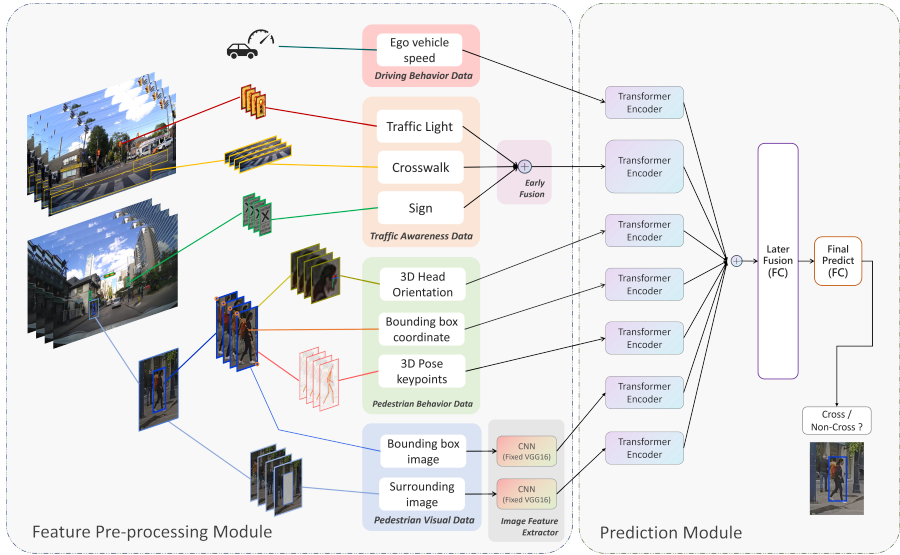 Ego vehicle
speed
Driving Behavior Data
Traffic Light
Crosswalk
Sign
Traffic Awareness Data
Early
Fusion
3D Head
Orientation
Bounding box
coordinate
3D Pose
keypoints
Pedestrian Behavior Data
Bounding box
image
Surrounding
image
Pedestrian Visual Data
CNN
(Fixed VGG16)
CNN
(Fixed VGG16)
Image Feature
Extractor
Feature Pre-processing Module
Transformer
Encoder
Transformer
Encoder
Transformer
Encoder
Transformer
Encoder
Transformer
Encoder
Transformer
Encoder
Transformer
Encoder
Later
Fusion
(FC)
Final
Predict
(FC)
Cross /
Non-Cross ?
Prediction Module